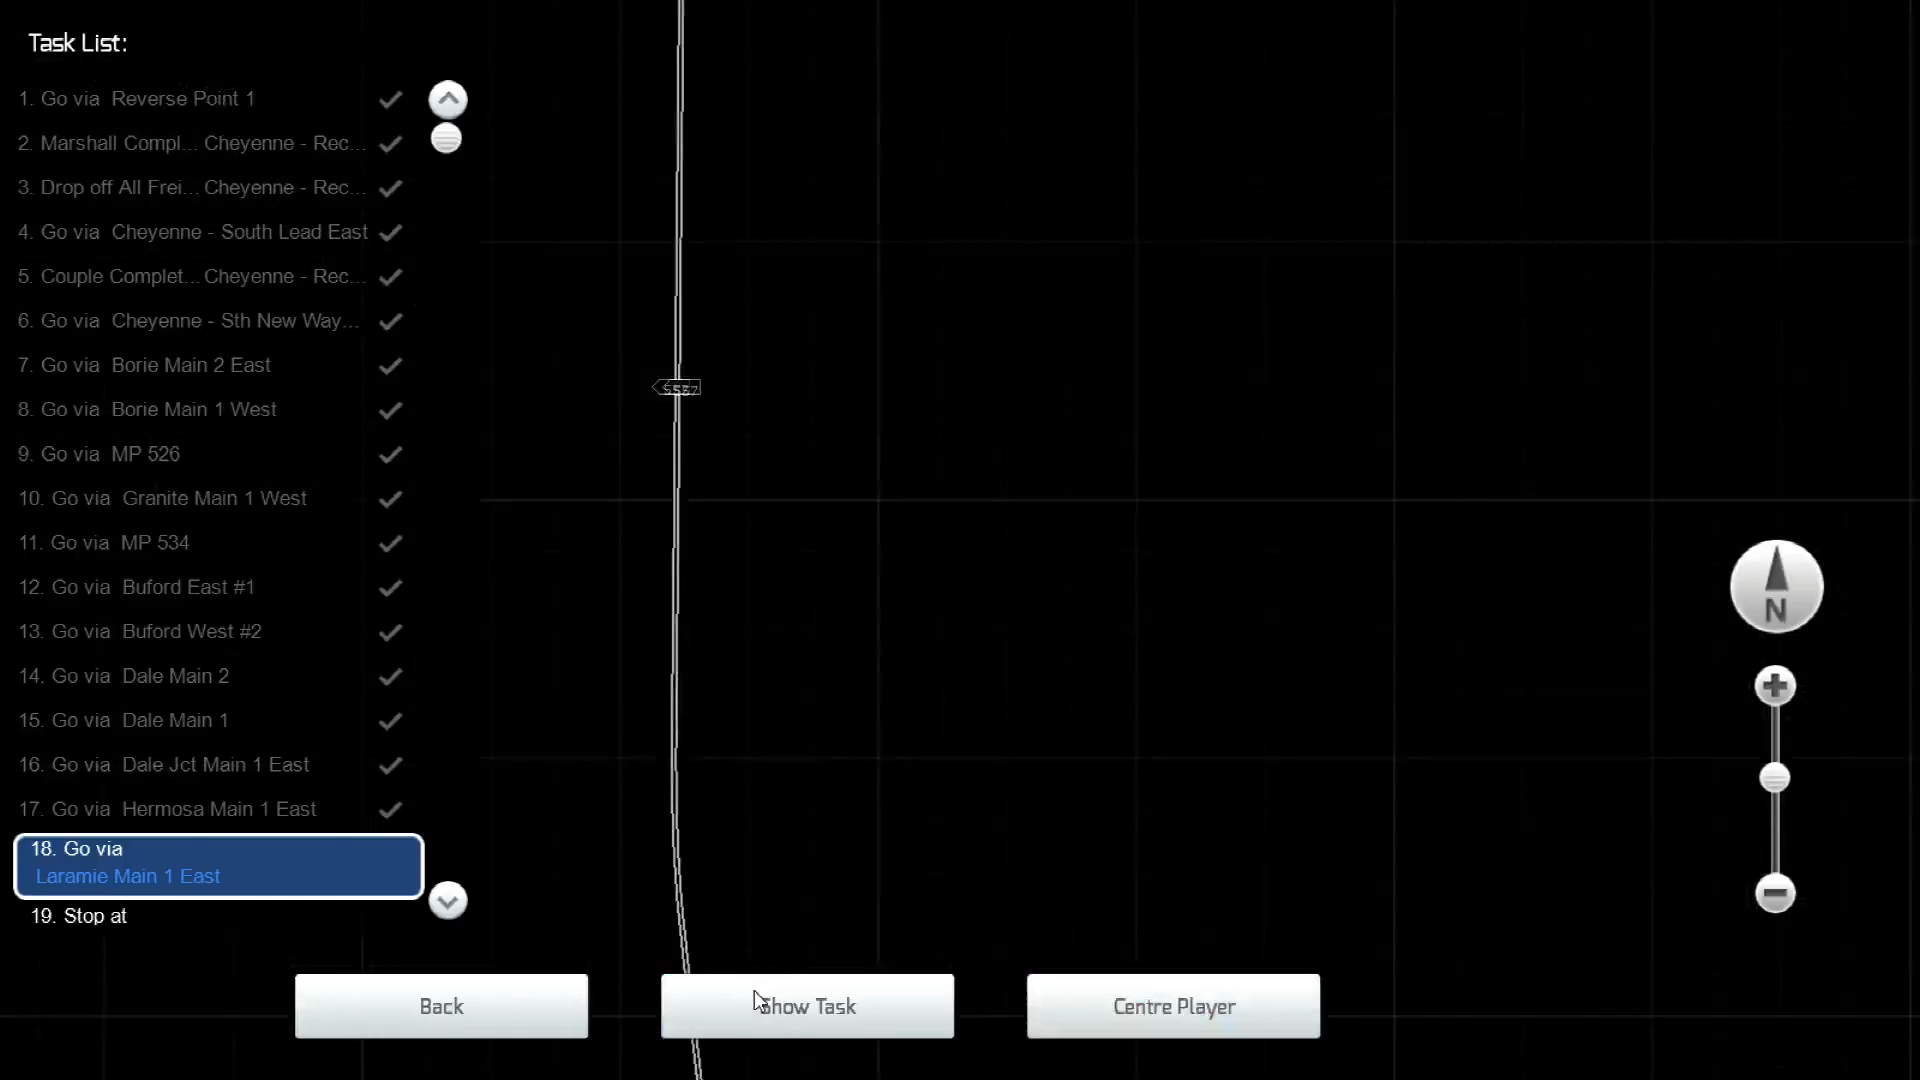 Task List:
1. Go via Reverse Point 1
2. Marshall Compl... Cheyenne - Rec...
3. Drop off All Frei... Cheyenne - Rec...
4. Go via Cheyenne - South Lead East
5. Couple Complet... Cheyenne - Rec...
6. Go via Cheyenne - Sth New Way...
7. Go via Borie Main 2 East
8. Go via Borie Main 1 West
9. Go via MP 526
10. Go via Granite Main 1 West
11. Go via MP 534
12. Go via Buford East #1
13. Go via Buford West #2
14. Go via Dale Main 2
15. Go via Dale Main 1
16. Go via Dale Jct Main 1 East
17. Go via Hermosa Main 1 East
18. Go via
Laramie Main 1 East
19. Stop at
N
Back
Show Task
Centre Player